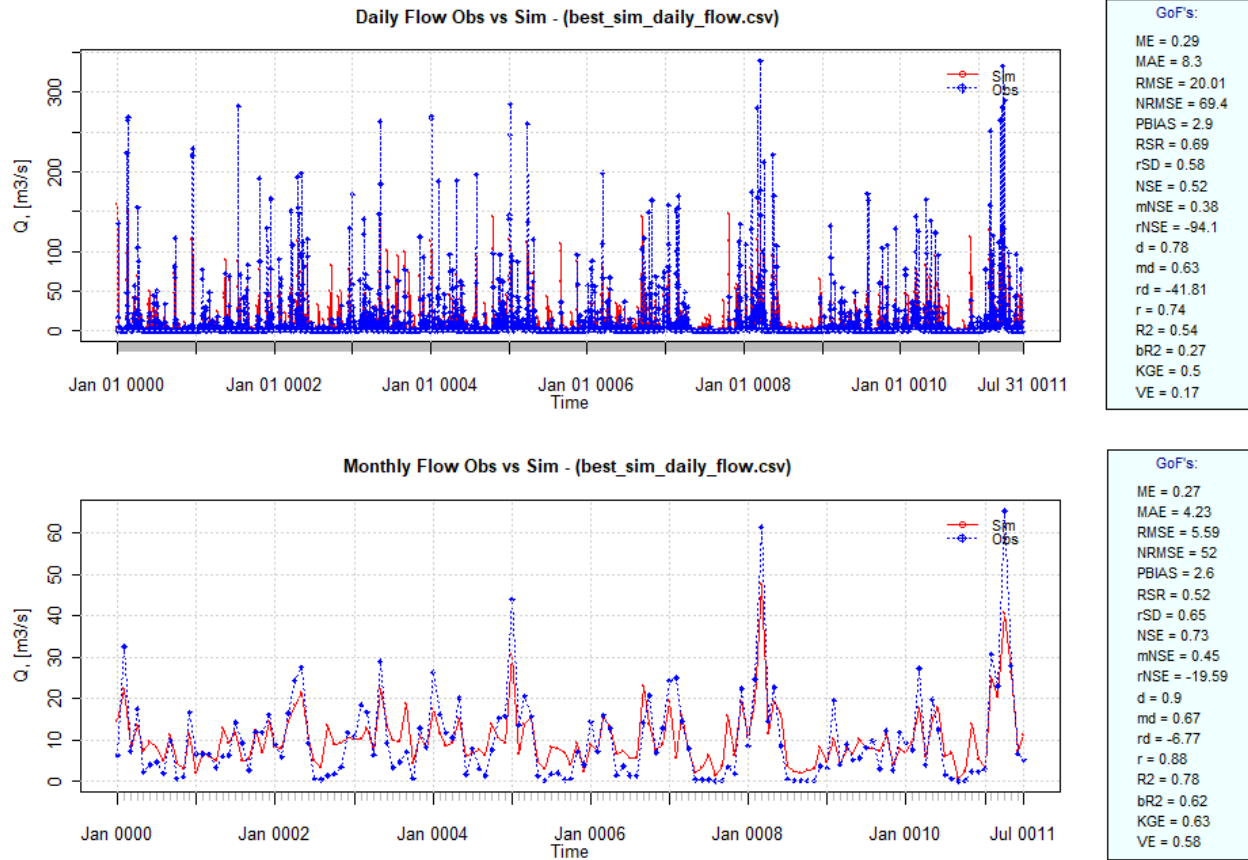 Daily Flow Obs vs Sim - (best_sim_daily_flow.csv)
Q, [m3/s]
300
200
100
50
0
Sim
Obs
Jan 01 0000
Jan 01 0002
Jan 01 0004
Jan 01 0006
Jan 01 0008
Jan 01 0010
Jul 31 0011
Time
GoF's:
ME = 0.29
MAE = 8.3
RMSE = 20.01
NRMSE = 69.4
PBIAS = 2.9
RSR = 0.69
rSD = 0.58
NSE = 0.52
mNSE = 0.38
rNSE = -94.1
d = 0.78
md = 0.63
rd = -41.81
r = 0.74
R2 = 0.54
bR2 = 0.27
KGE = 0.5
VE = 0.17
Monthly Flow Obs vs Sim - (best_sim_daily_flow.csv)
Q, [m3/s]
60
50
40
30
20
10
0
Sim
Obs
Jan 0000
Jan 0002
Jan 0004
Jan 0006
Jan 0008
Jan 0010
Jul 0011
Time
GoF's:
ME = 0.27
MAE = 4.23
RMSE = 5.59
NRMSE = 52
PBIAS = 2.6
RSR = 0.52
rSD = 0.65
NSE = 0.73
mNSE = 0.45
rNSE = -19.59
d = 0.9
md = 0.67
rd = -6.77
r = 0.88
R2 = 0.78
bR2 = 0.62
KGE = 0.63
VE = 0.58